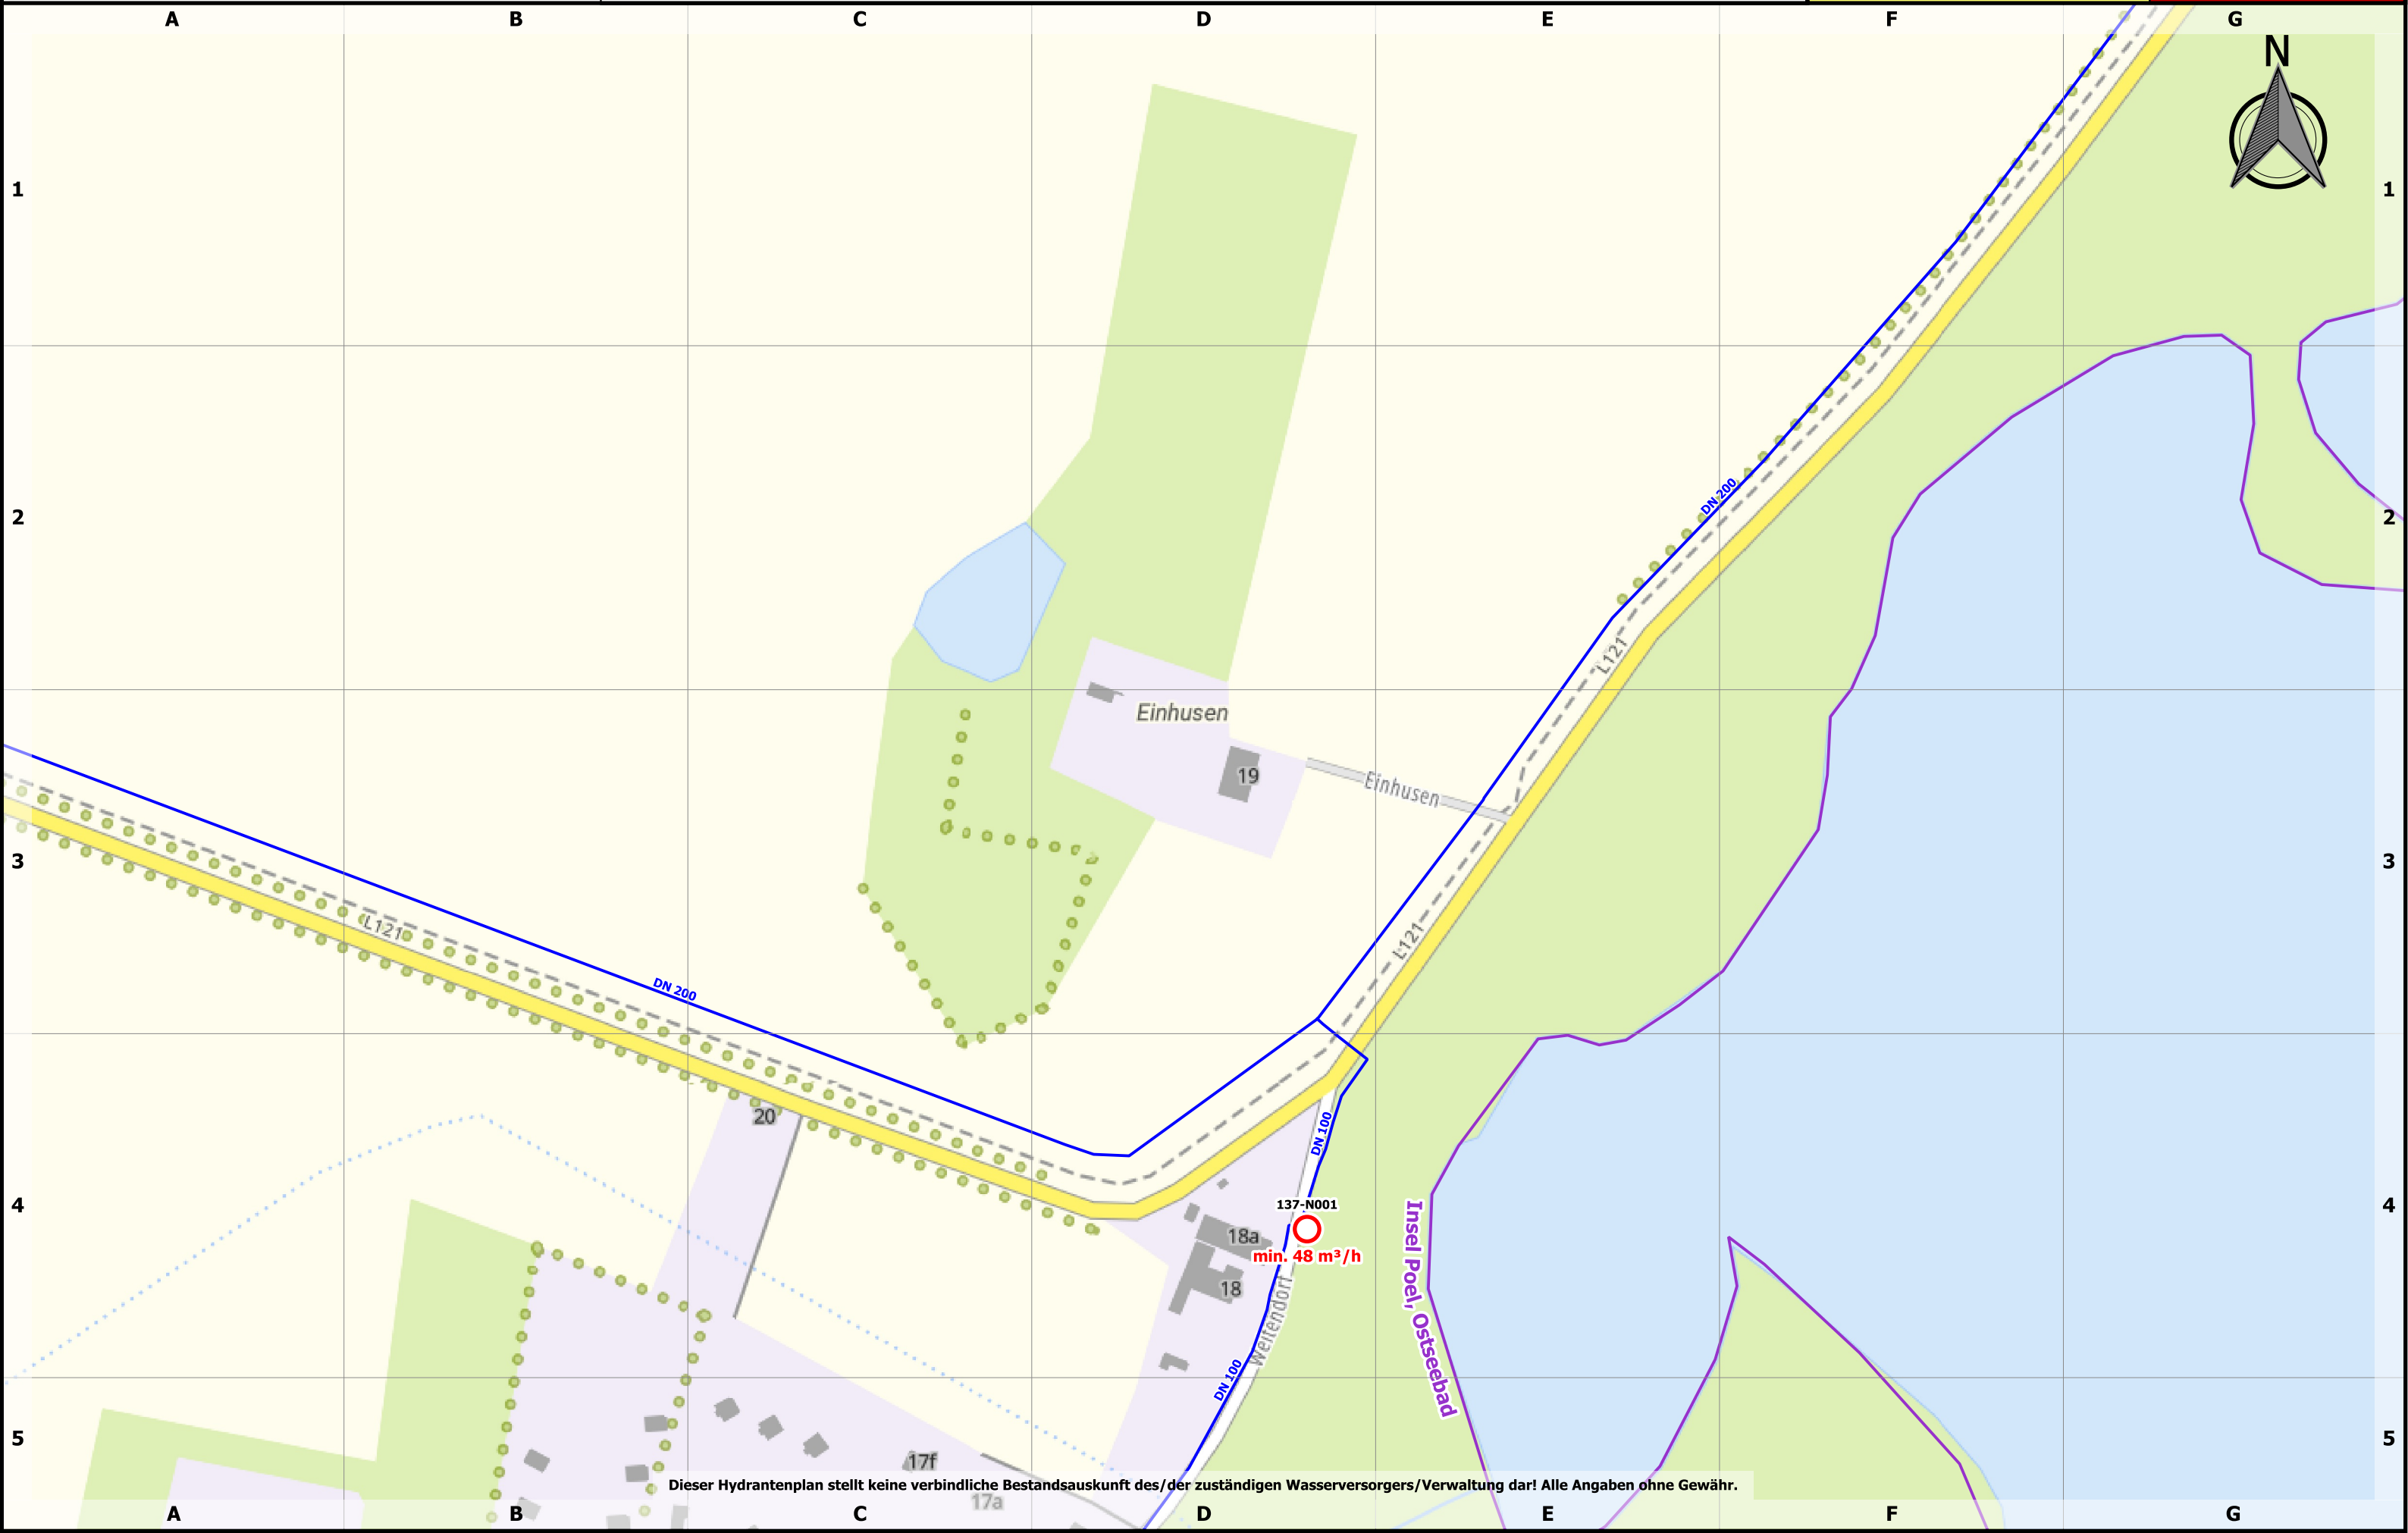 A B C D E F G
N
1 1
2 2
DN 200
L121
Einhusen
19
Einhusen
3 3
L121
L121
DN 200
20
DN 100
137-N001
4 4
18a
min. 48 m³/h
18
Insel Poel, Ostseebad
Weitendorf
DN 100
5 5
17f
Dieser Hydrantenplan stellt keine verbindliche Bestandsauskunft des/der zuständigen Wasserversorgers/Verwaltung dar! Alle Angaben ohne Gewähr.
17a
A B C D E F G